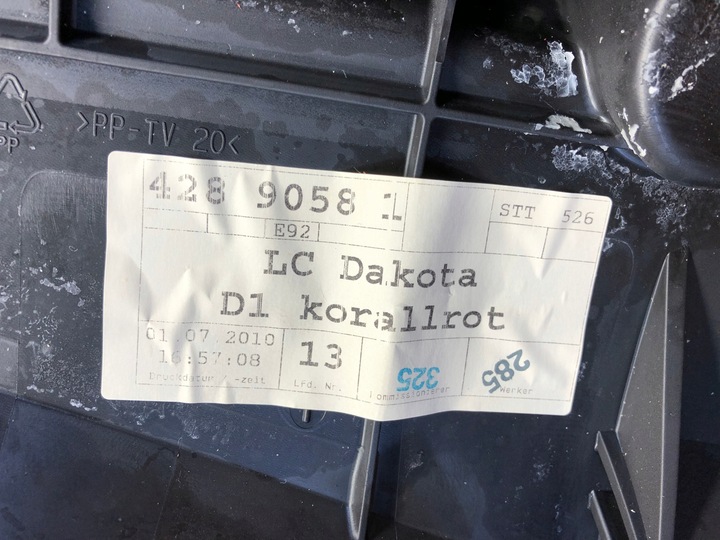 >PP-TV 20<
PP
428 9058 1
STT 526
E92
LC Dakota
D1 korallrot
01.07.2010
16:57:08
13
325
285
Druckdatum / -zeit
Lfd. Nr.
Kommissionierer
Werker